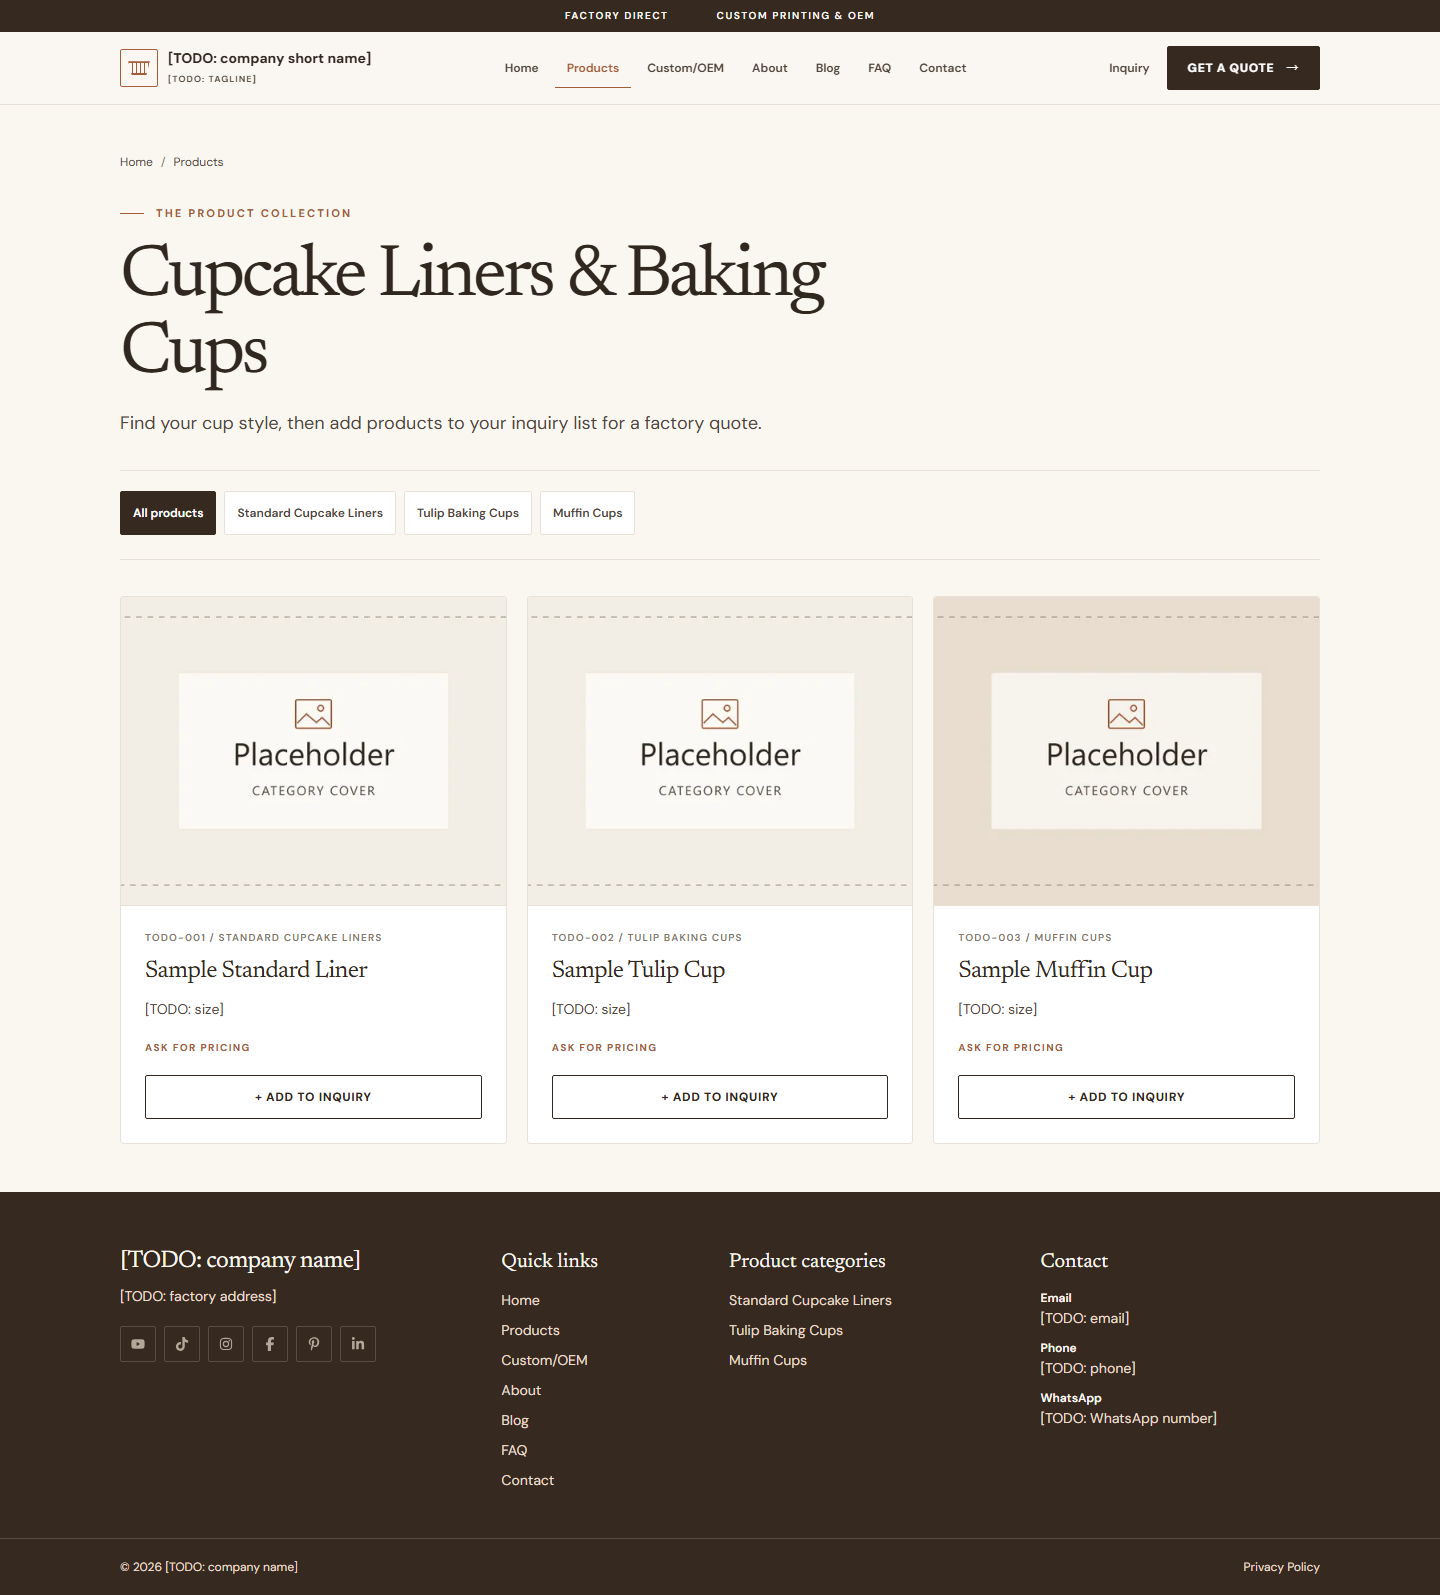 FACTORY DIRECT CUSTOM PRINTING & OEM
[TODO: company short name]
[TODO: TAGLINE]
Home Products Custom/OEM About Blog FAQ Contact
Inquiry GET A QUOTE →
Home / Products
THE PRODUCT COLLECTION
Cupcake Liners & Baking
Cups
Find your cup style, then add products to your inquiry list for a factory quote.
All products Standard Cupcake Liners Tulip Baking Cups Muffin Cups
Placeholder
CATEGORY COVER
TODO-001 / STANDARD CUPCAKE LINERS
Sample Standard Liner
[TODO: size]
ASK FOR PRICING
+ ADD TO INQUIRY
Placeholder
CATEGORY COVER
TODO-002 / TULIP BAKING CUPS
Sample Tulip Cup
[TODO: size]
ASK FOR PRICING
+ ADD TO INQUIRY
Placeholder
CATEGORY COVER
TODO-003 / MUFFIN CUPS
Sample Muffin Cup
[TODO: size]
ASK FOR PRICING
+ ADD TO INQUIRY
[TODO: company name]
[TODO: factory address]
Quick links
Home
Products
Custom/OEM
About
Blog
FAQ
Contact
Product categories
Standard Cupcake Liners
Tulip Baking Cups
Muffin Cups
Contact
Email
[TODO: email]
Phone
[TODO: phone]
WhatsApp
[TODO: WhatsApp number]
© 2026 [TODO: company name]
Privacy Policy